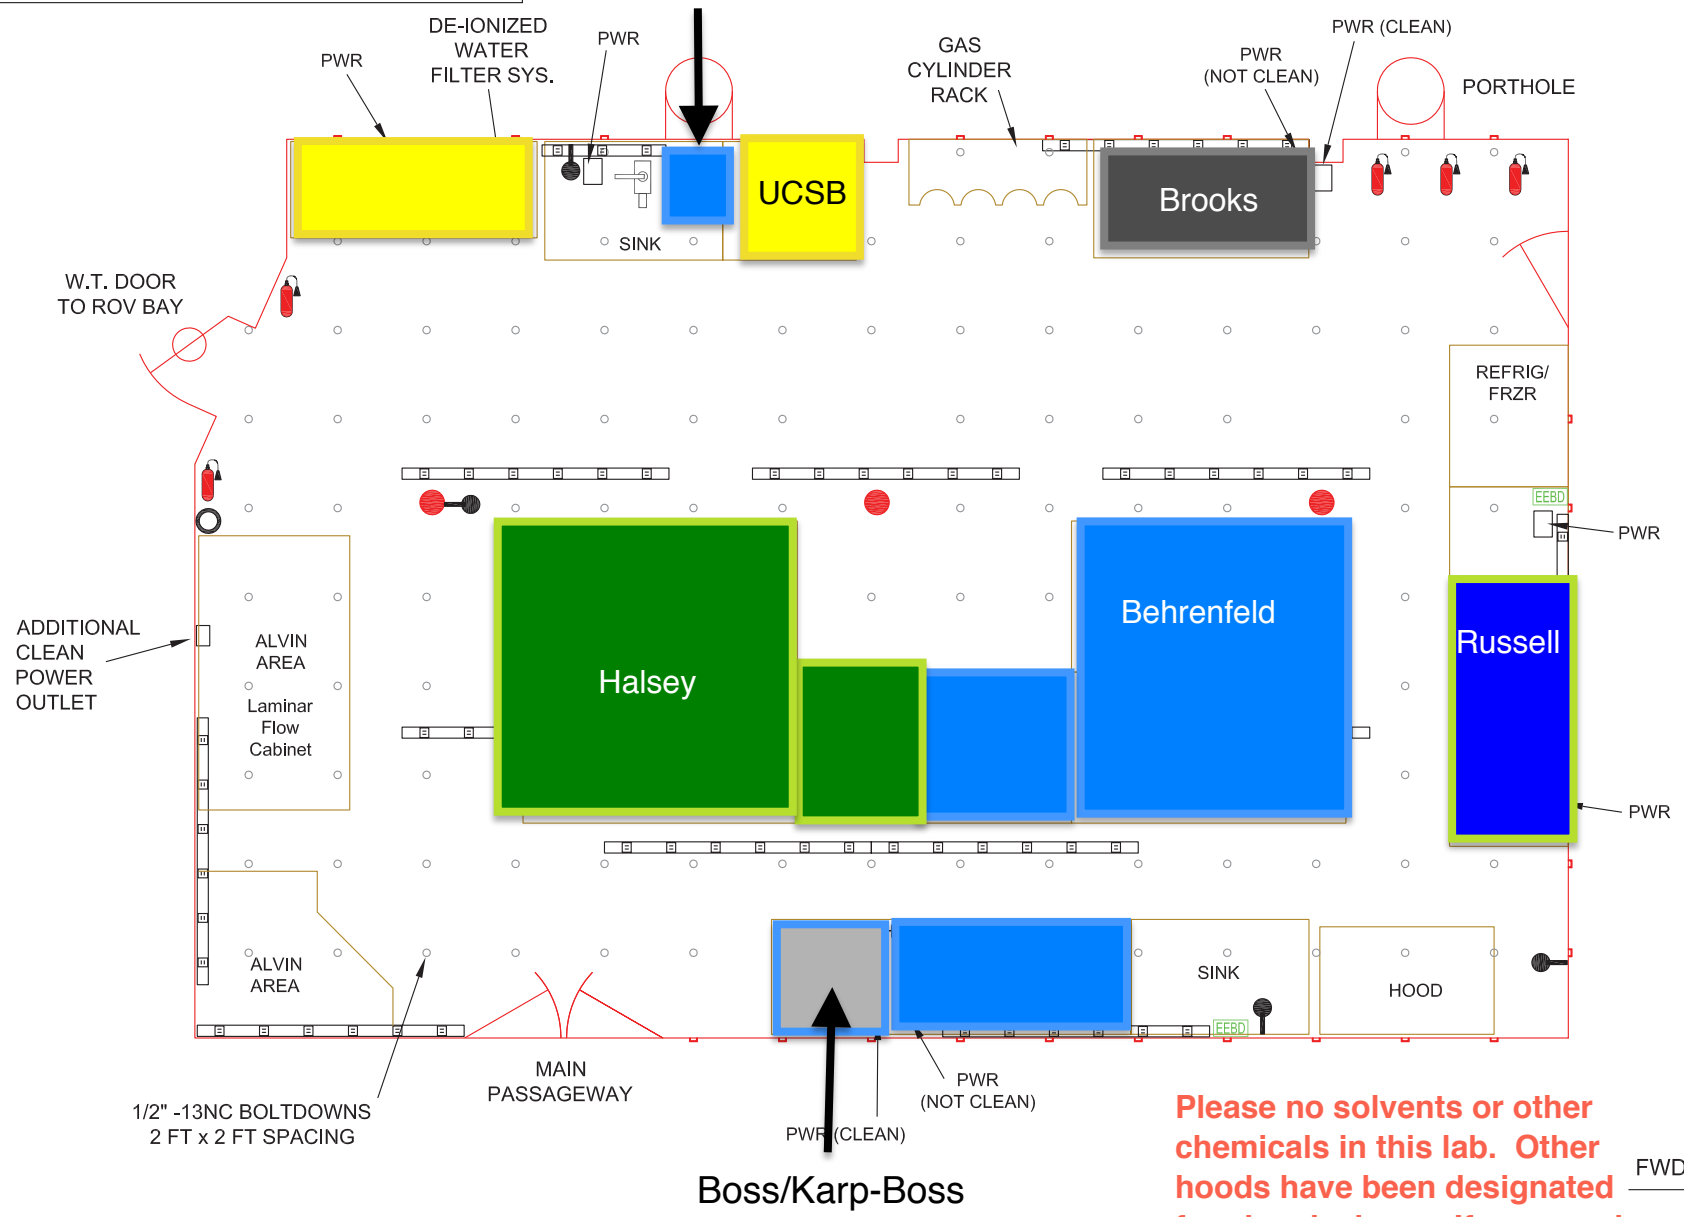 DE-IONIZED
WATER
FILTER SYS.
PWR
PWR
GAS
CYLINDER
RACK
PWR
(NOT CLEAN)
PWR (CLEAN)
PORTHOLE
UCSB
Brooks
SINK
W.T. DOOR
TO ROV BAY
REFRIG/
FRZR
EEBD
PWR
ADDITIONAL
CLEAN
POWER
OUTLET
ALVIN
AREA
Laminar
Flow
Cabinet
Halsey
Behrenfeld
Russell
PWR
ALVIN
AREA
SINK
HOOD
EEBD
MAIN
PASSAGEWAY
PWR
(NOT CLEAN)
PWR (CLEAN)
1/2" -13NC BOLTDOWNS
2 FT x 2 FT SPACING
Boss/Karp-Boss
Please no solvents or other
chemicals in this lab. Other
hoods have been designated
FWD